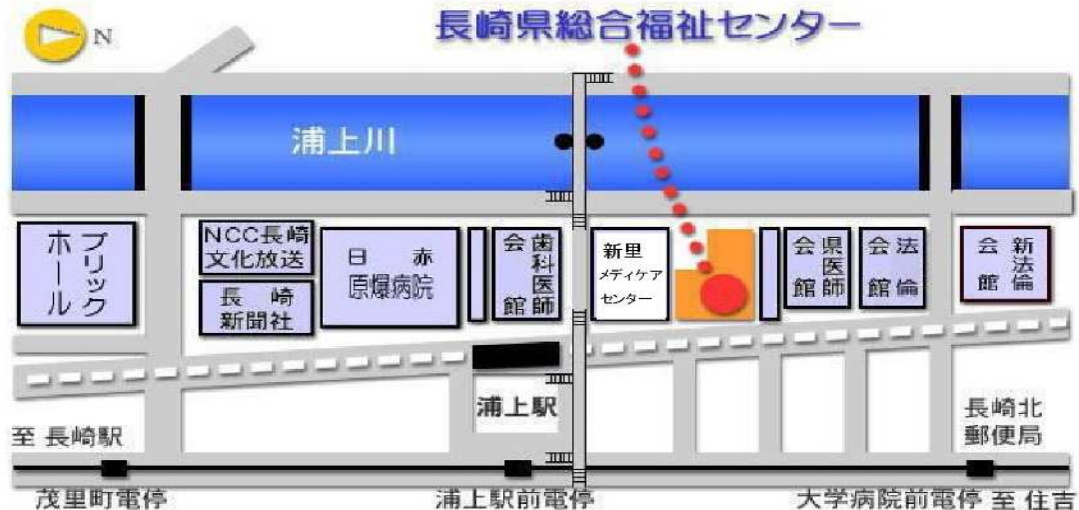 N
長崎県総合福祉センター
浦上川
ブリック
ホール
NCC長崎
文化放送
長崎
新聞社
日赤
原爆病院
歯科医師
会館
新里
メディケア
センター
県医師
会館
法倫
会館
新法倫
会館
浦上駅
長崎北
郵便局
至 長崎駅
茂里町電停
浦上駅前電停
大学病院前電停 至 住吉